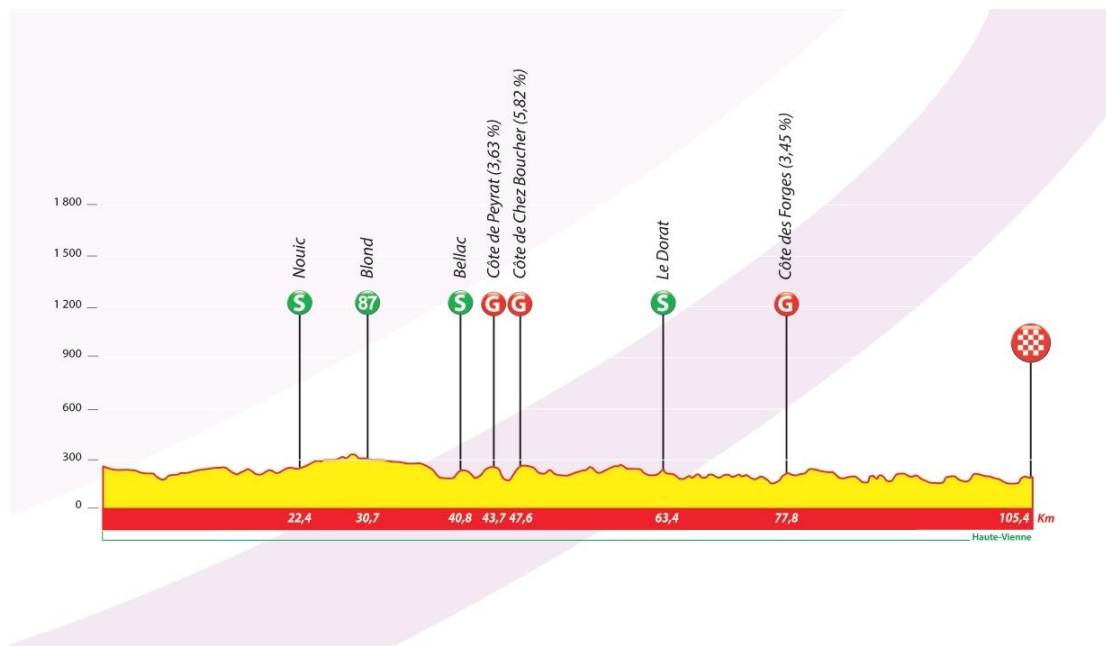 Nouic
Blond
Bellac
Côte de Peyrat (3,63 %)
Côte de Chez Boucher (5,82 %)
Le Dorat
Côte des Forges (3,45 %)
1 800
1 500
1 200
900
600
300
0
S
87
S
G
G
S
G
22,4
30,7
40,8
43,7
47,6
63,4
77,8
105,4
Km
Haute-Vienne